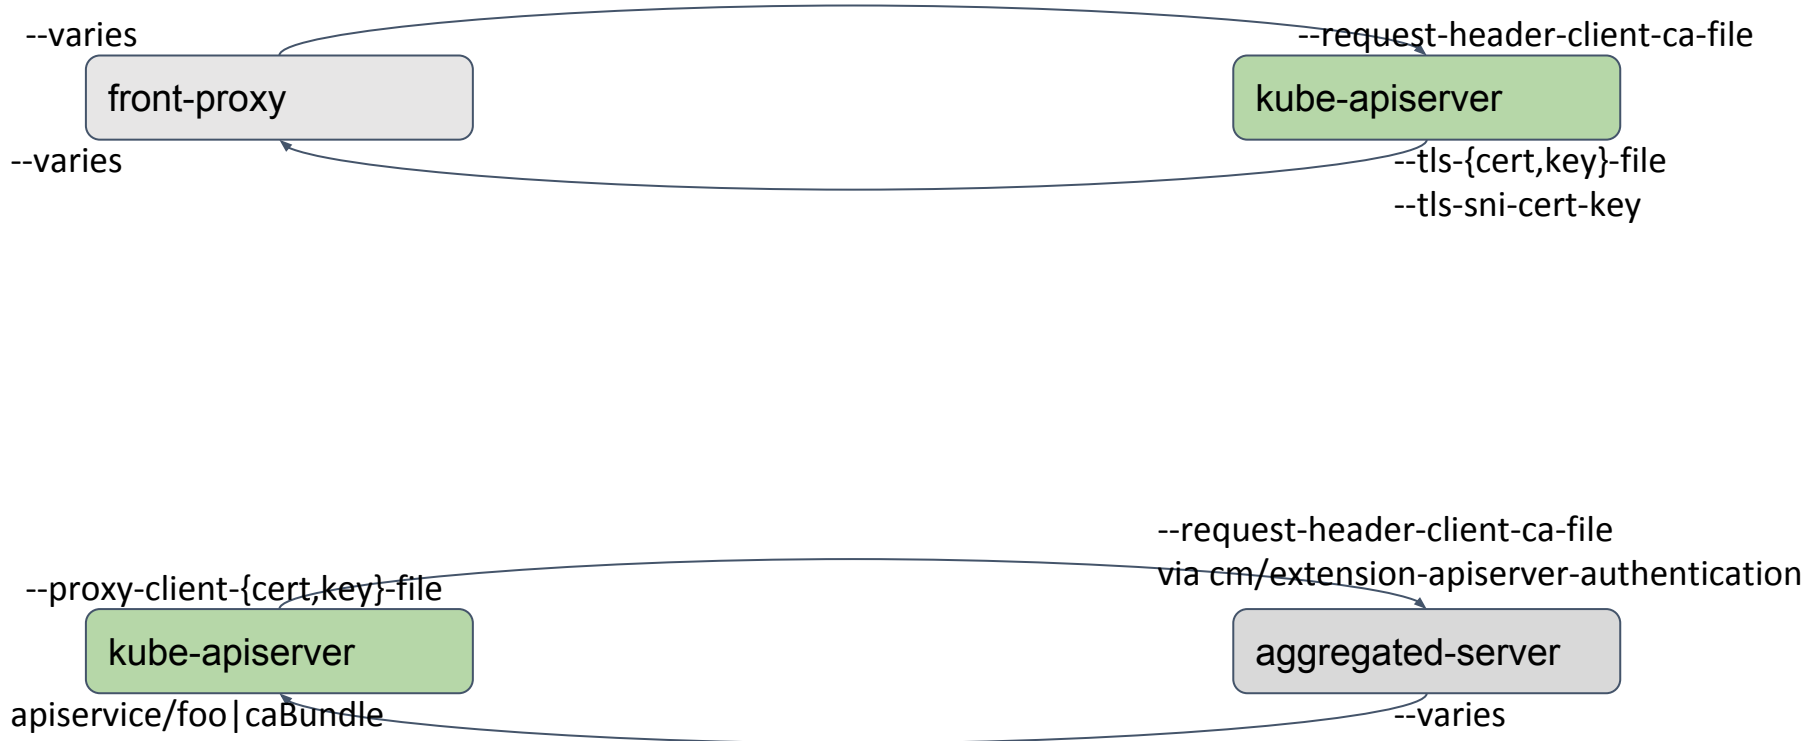 --varies
--request-header-client-ca-file
front-proxy
kube-apiserver
--varies
--tls-{cert,key}-file
--tls-sni-cert-key
--request-header-client-ca-file
via cm/extension-apiserver-authentication
--proxy-client-{cert,key}-file
kube-apiserver
aggregated-server
apiservice/foo|caBundle
--varies